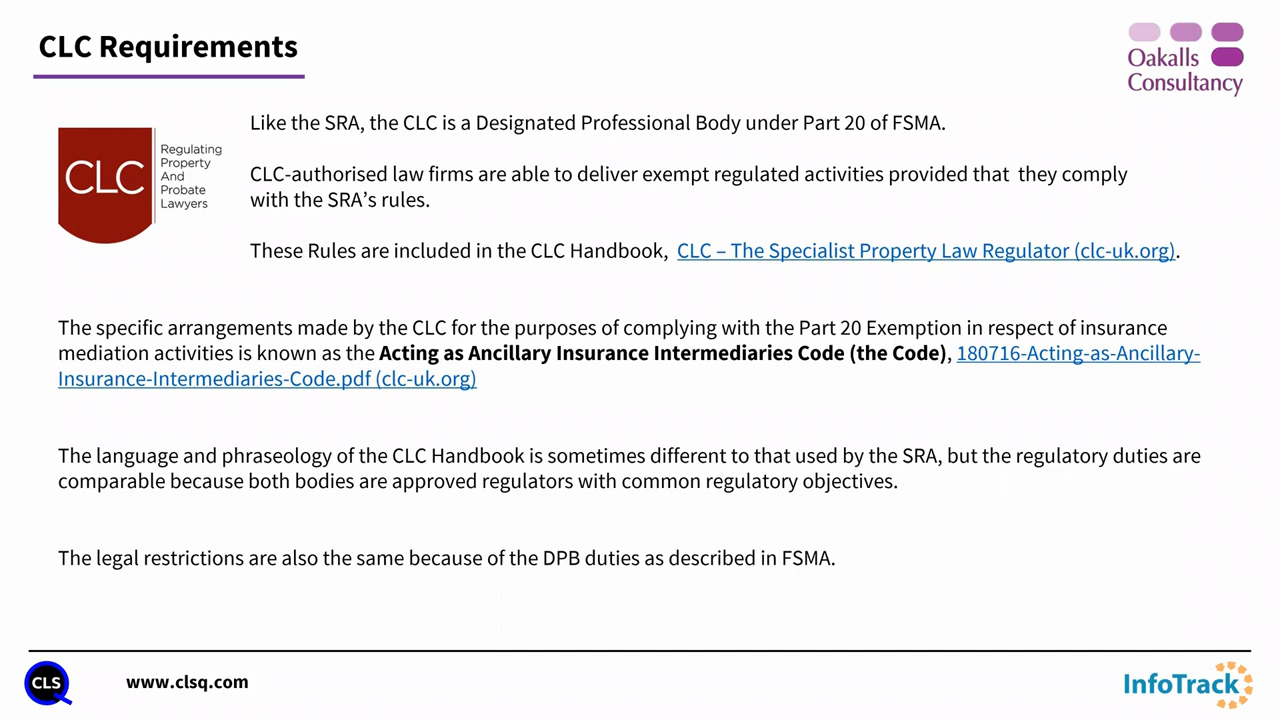 CLC Requirements
Oakalls
Consultancy
CLC
Regulating
Property
And
Probate
Lawyers
Like the SRA, the CLC is a Designated Professional Body under Part 20 of FSMA.
CLC-authorised law firms are able to deliver exempt regulated activities provided that they comply
with the SRA’s rules.
These Rules are included in the CLC Handbook, CLC – The Specialist Property Law Regulator (clc-uk.org).
The specific arrangements made by the CLC for the purposes of complying with the Part 20 Exemption in respect of insurance
mediation activities is known as the Acting as Ancillary Insurance Intermediaries Code (the Code), 180716-Acting-as-Ancillary-
Insurance-Intermediaries-Code.pdf (clc-uk.org)
The language and phraseology of the CLC Handbook is sometimes different to that used by the SRA, but the regulatory duties are
comparable because both bodies are approved regulators with common regulatory objectives.
The legal restrictions are also the same because of the DPB duties as described in FSMA.
CLS
www.clsq.com
InfoTrack